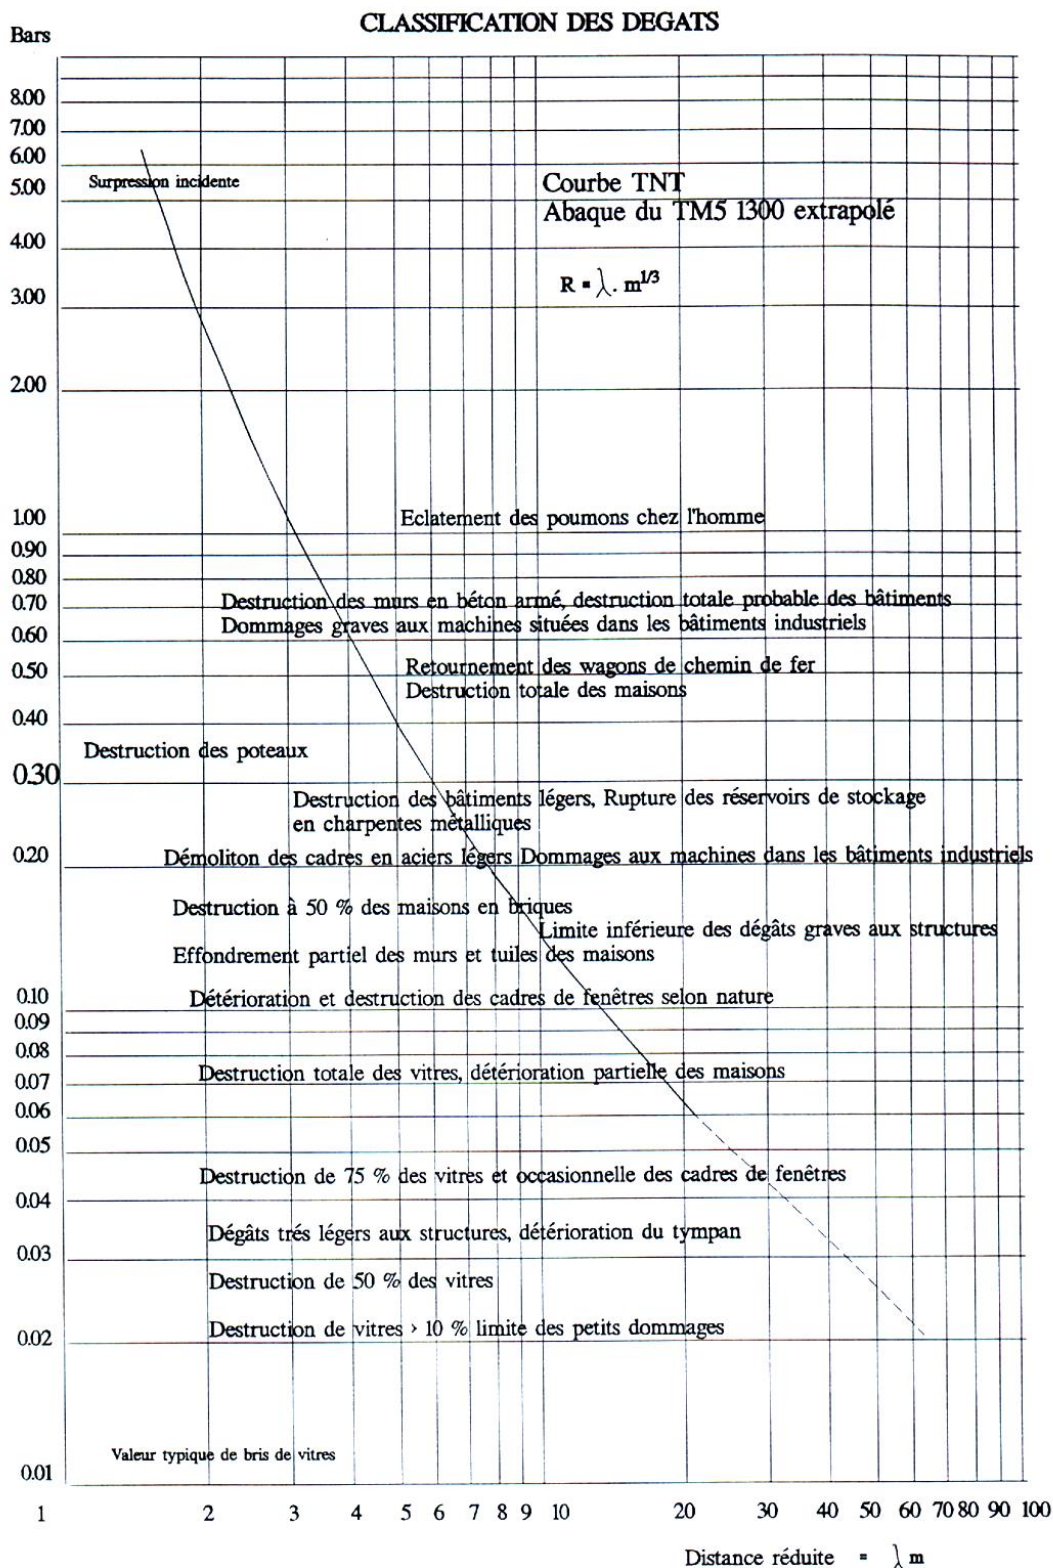 CLASSIFICATION DES DEGATS
Bars
8.00
7.00
6.00
Surpression incidente
5.00
Courbe TNT
Abaque du TM5 1300 extrapolé
4.00
R = λ. m1/3
3.00
2.00
1.00
Eclatement des poumons chez l'homme
0.90
0.80
0.70
Destruction des murs en béton armé, destruction totale probable des bâtiments
Dommages graves aux machines situées dans les bâtiments industriels
0.60
Retournement des wagons de chemin de fer
0.50
Destruction totale des maisons
0.40
Destruction des poteaux
0.30
Destruction des bâtiments légers, Rupture des réservoirs de stockage
en charpentes métalliques
0.20
Démoliton des cadres en aciers légers Dommages aux machines dans les bâtiments industriels
Destruction à 50 % des maisons en briques
Limite inférieure des dégâts graves aux structures
Effondrement partiel des murs et tuiles des maisons
0.10
Détérioration et destruction des cadres de fenêtres selon nature
0.09
0.08
Destruction totale des vitres, détérioration partielle des maisons
0.07
0.06
0.05
Destruction de 75 % des vitres et occasionnelle des cadres de fenêtres
0.04
Dégâts trés légers aux structures, détérioration du tympan
0.03
Destruction de 50 % des vitres
Destruction de vitres > 10 % limite des petits dommages
0.02
Valeur typique de bris de vitres
0.01
1 2 3 4 5 6 7 8 9 10 20 30 40 50 60 70 80 90 100
Distance réduite = λ m